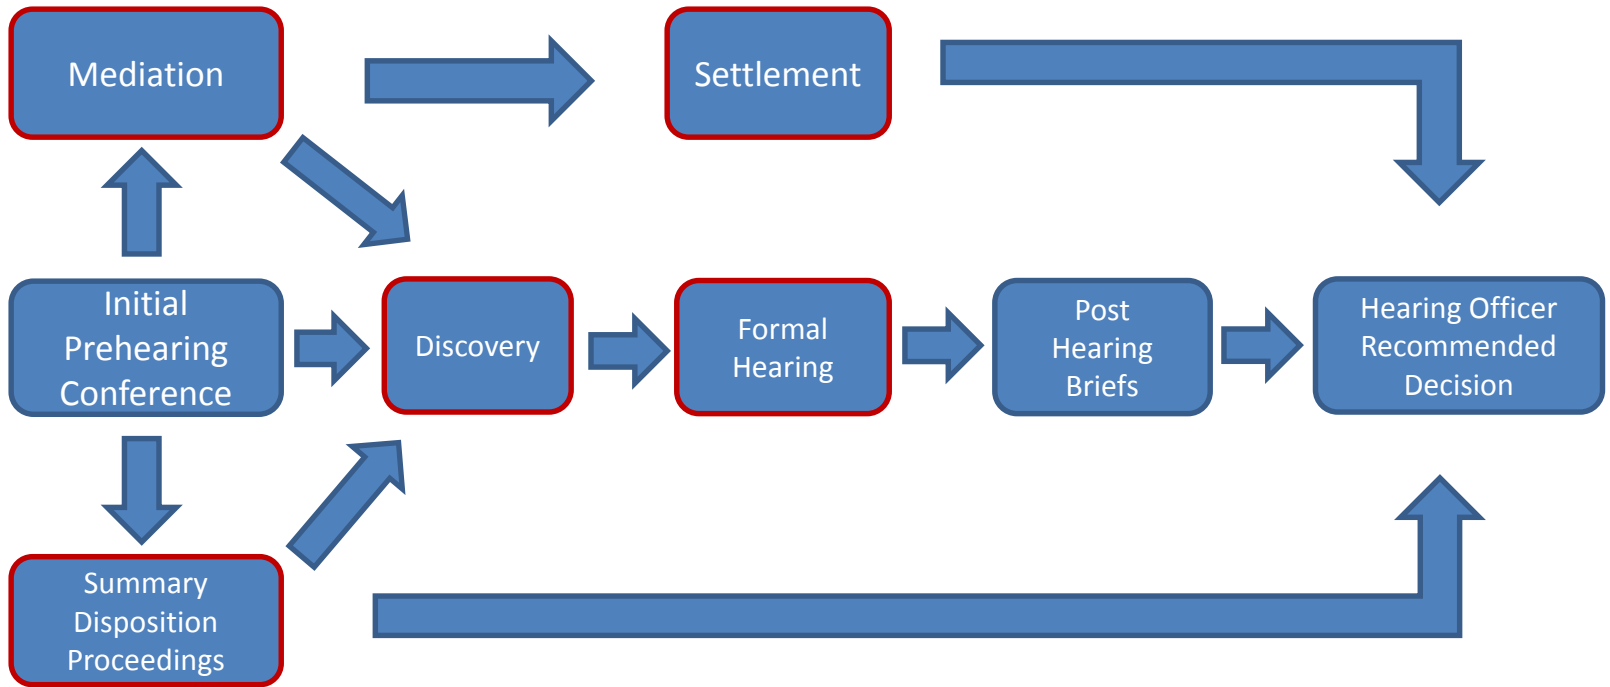 Mediation
Settlement
Initial
Prehearing
Conference
Discovery
Formal
Hearing
Post
Hearing
Briefs
Hearing Officer
Recommended
Decision
Summary
Disposition
Proceedings